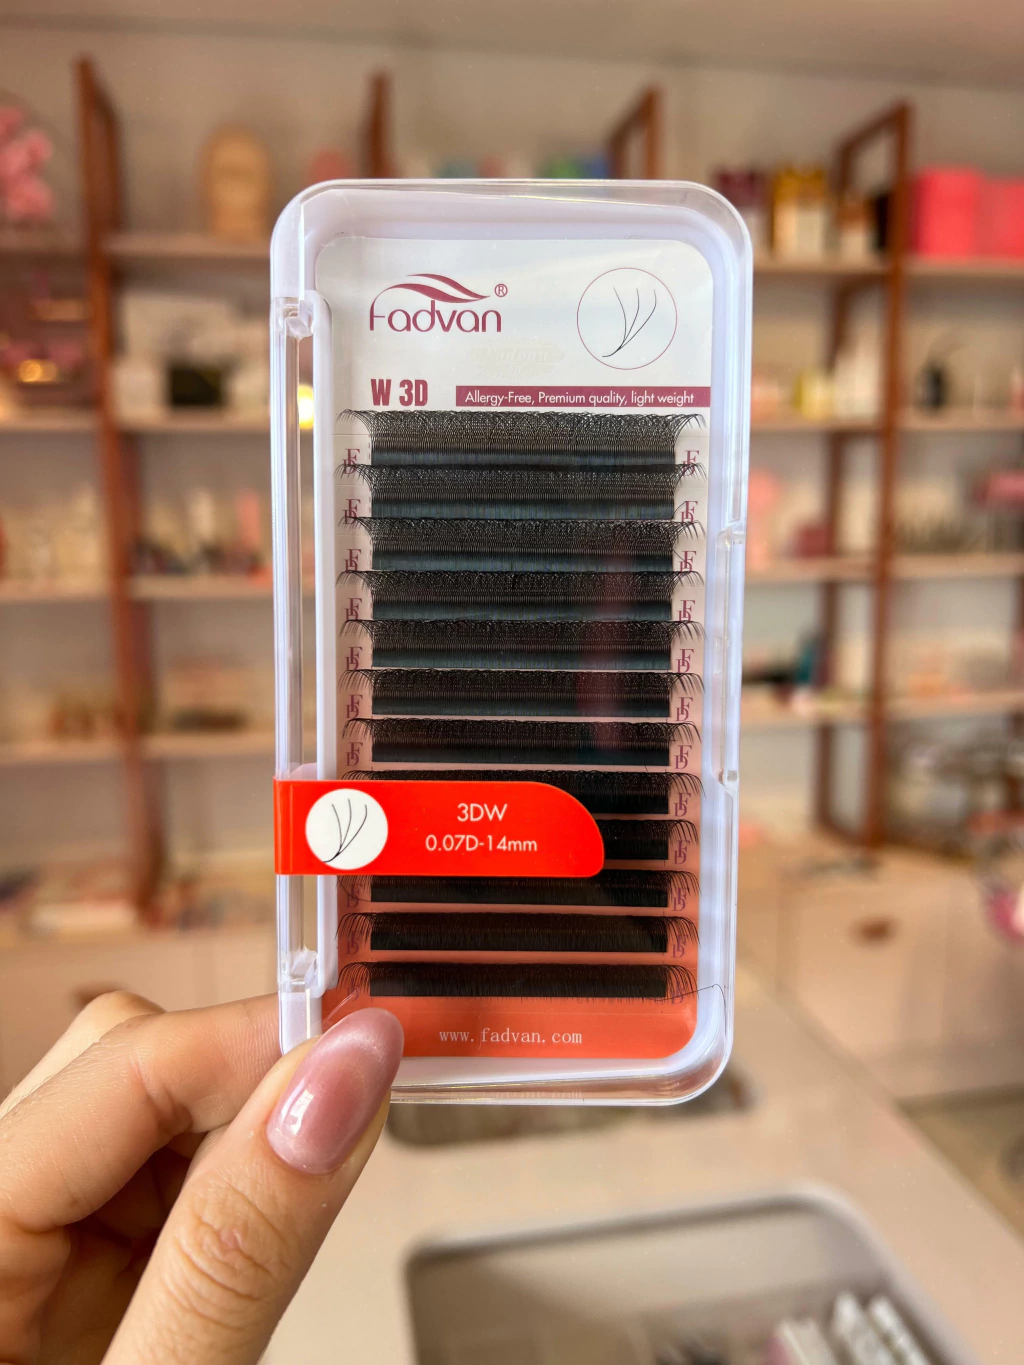 Fadvan®
W 3D
Allergy-Free, Premium quality, light weight
3DW
0.07D-14mm
www.fadvan.com